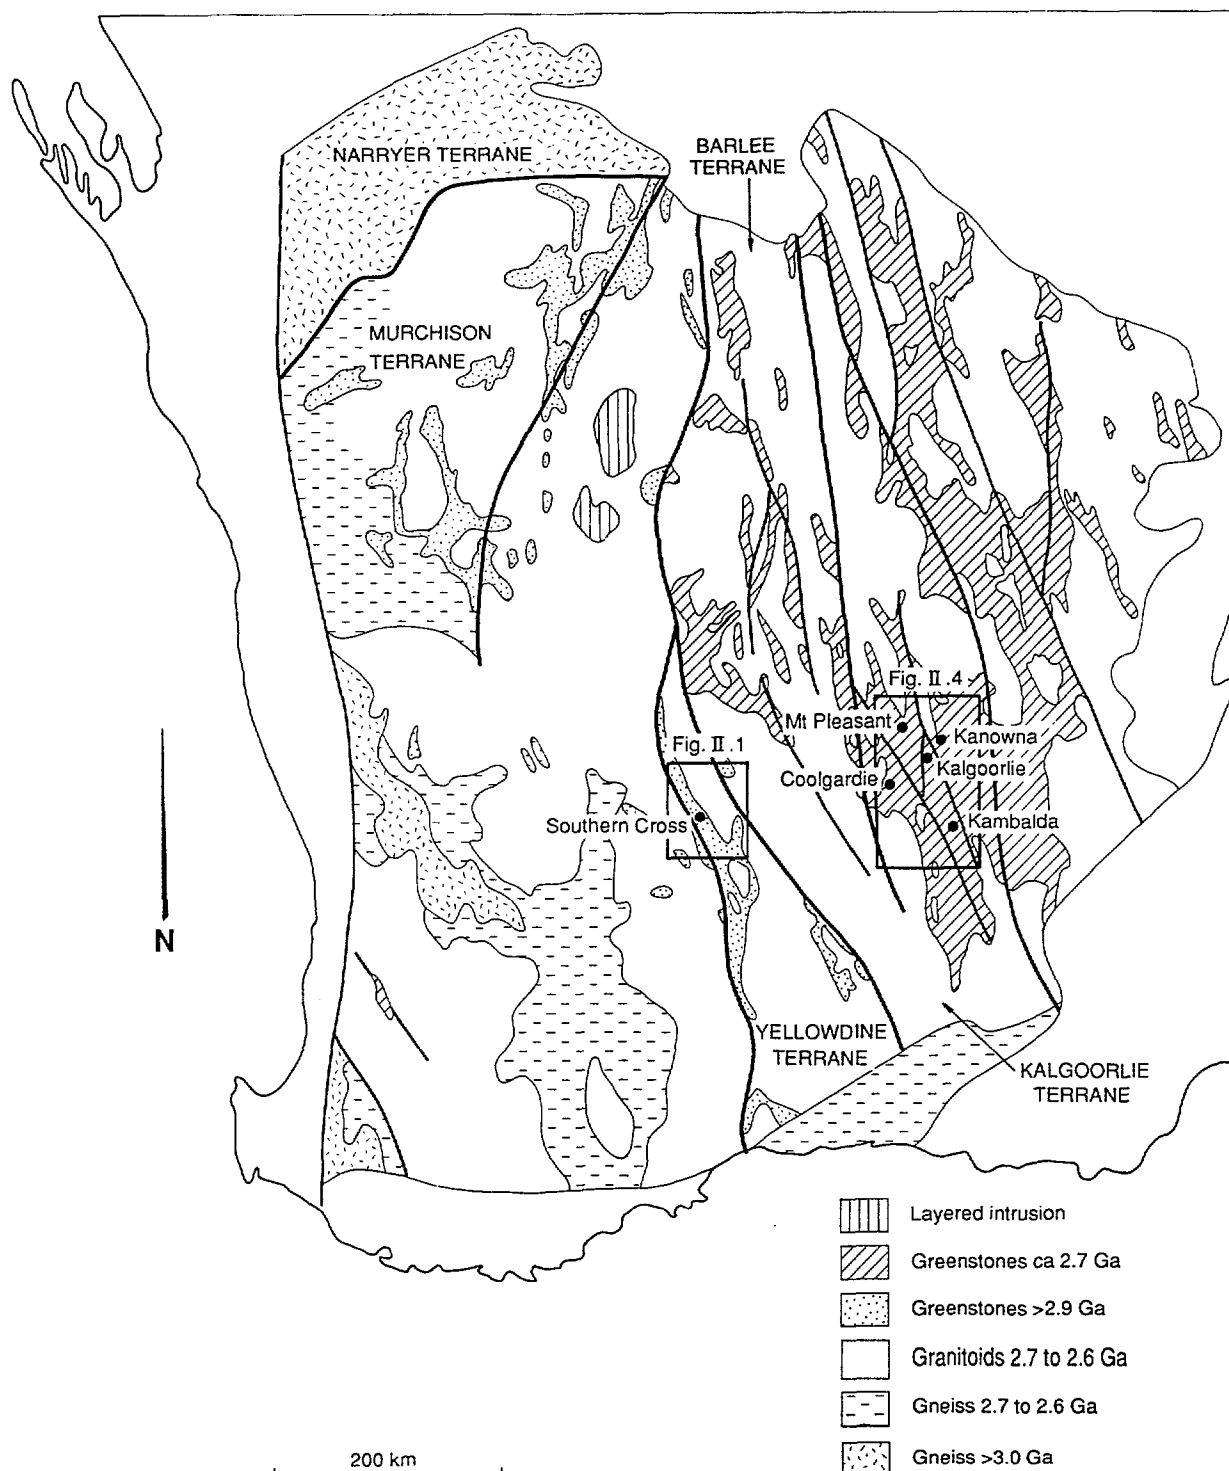 NARRYER TERRANE
BARLEE
TERRANE
MURCHISON
TERRANE
Fig. II .4
Mt Pleasant
Kanowna
Fig. II .1
Kalgoorlie
Coolgardie
Southern Cross
Kambalda
N
YELLOWDINE
TERRANE
KALGOORLIE
TERRANE
Layered intrusion
Greenstones ca 2.7 Ga
Greenstones >2.9 Ga
Granitoids 2.7 to 2.6 Ga
Gneiss 2.7 to 2.6 Ga
200 km
Gneiss >3.0 Ga